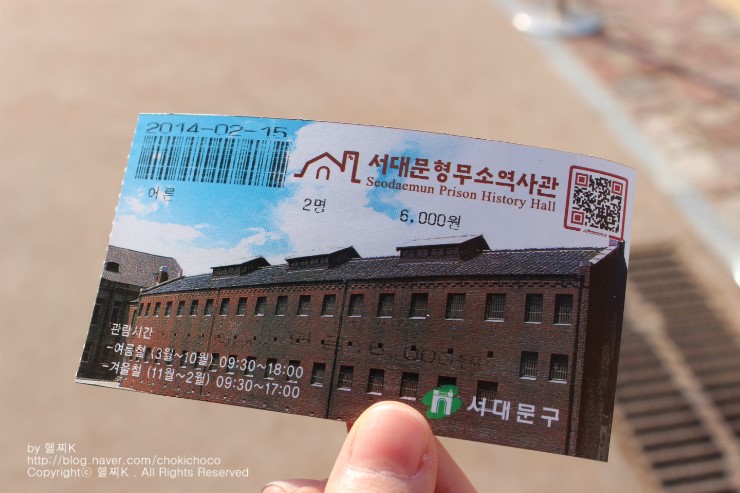 2014-02-15
서대문형무소역사관
Seodaemun Prison History Hall
어른 2명 6,000원
관람시간
-여름철 (3월~10월) 09:30~18:00
-겨울철 (11월~2월) 09:30~17:00
서대문구
by 헬찌K
http://blog.naver.com/chokichoco
Copyrightⓒ 헬찌K . All Rights Reserved